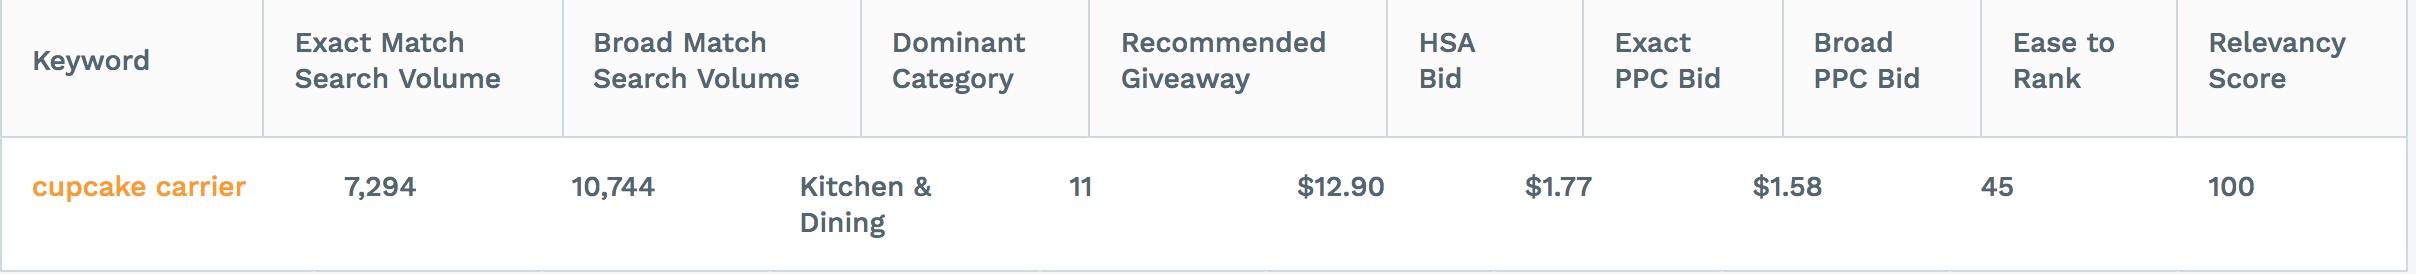 Keyword
Exact Match
Search Volume
Broad Match
Search Volume
Dominant
Category
Recommended
Giveaway
HSA
Bid
Exact
PPC Bid
Broad
PPC Bid
Ease to
Rank
Relevancy
Score
cupcake carrier
7,294
10,744
Kitchen &
Dining
11
$12.90
$1.77
$1.58
45
100